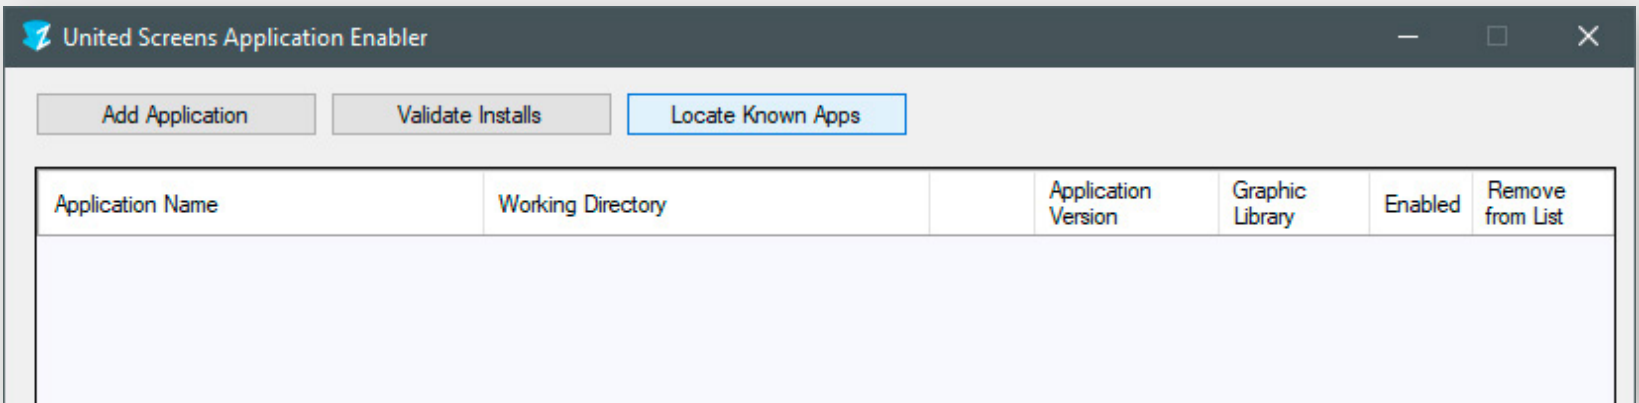 United Screens Application Enabler
Add Application
Validate Installs
Locate Known Apps
Application Name
Working Directory
Application
Version
Graphic
Library
Enabled
Remove
from List